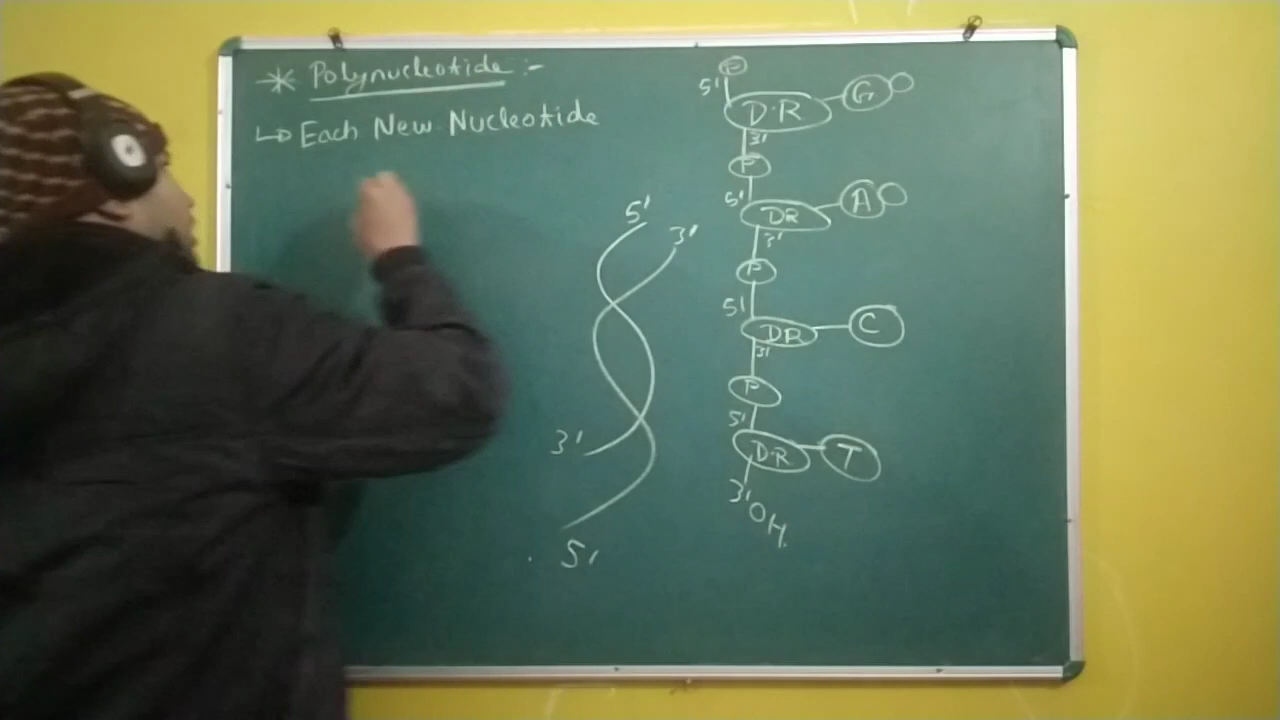 * Polynucleotide :-
↳ Each New Nucleotide
5'
3'
3'
5'
P
5'
D.R G
3'
P
5'
DR A
3'
P
5'
DR C
3'
P
5'
D.R T
3'
OH